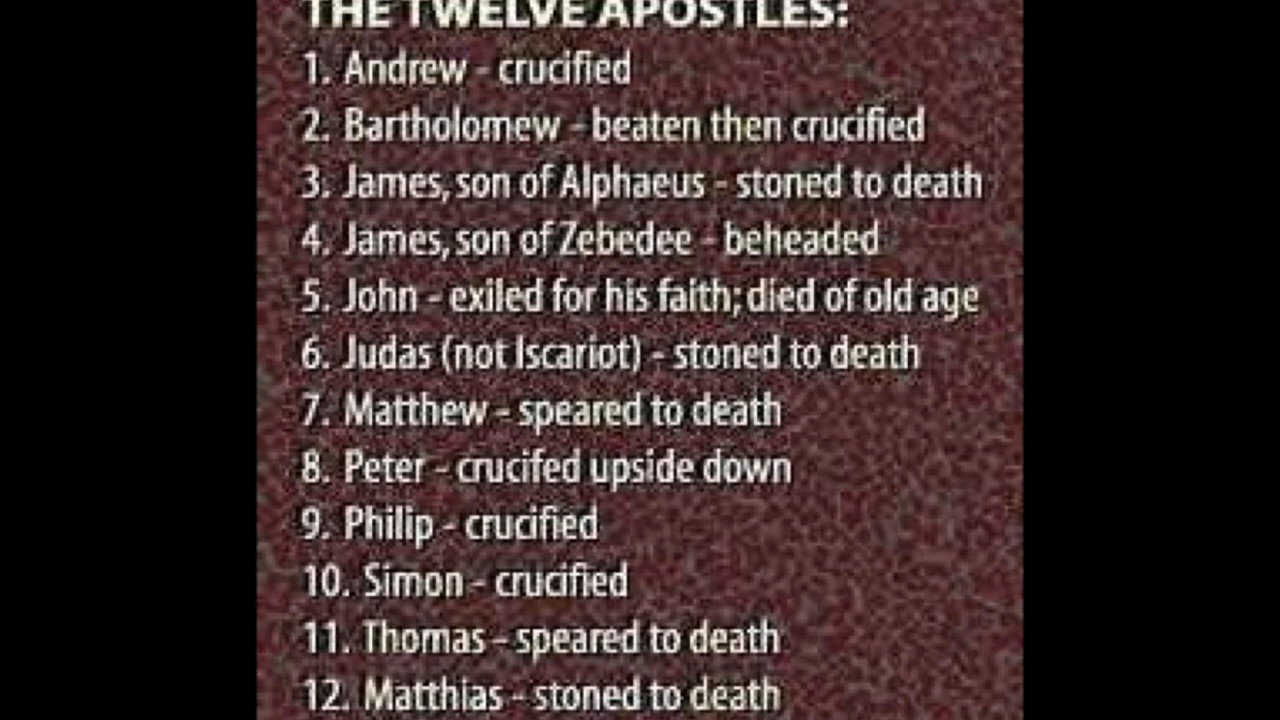 THE TWELVE APOSTLES:
1. Andrew - crucified
2. Bartholomew - beaten then crucified
3. James, son of Alphaeus - stoned to death
4. James, son of Zebedee - beheaded
5. John - exiled for his faith; died of old age
6. Judas (not Iscariot) - stoned to death
7. Matthew - speared to death
8. Peter - crucifed upside down
9. Philip - crucified
10. Simon - crucified
11. Thomas - speared to death
12. Matthias - stoned to death